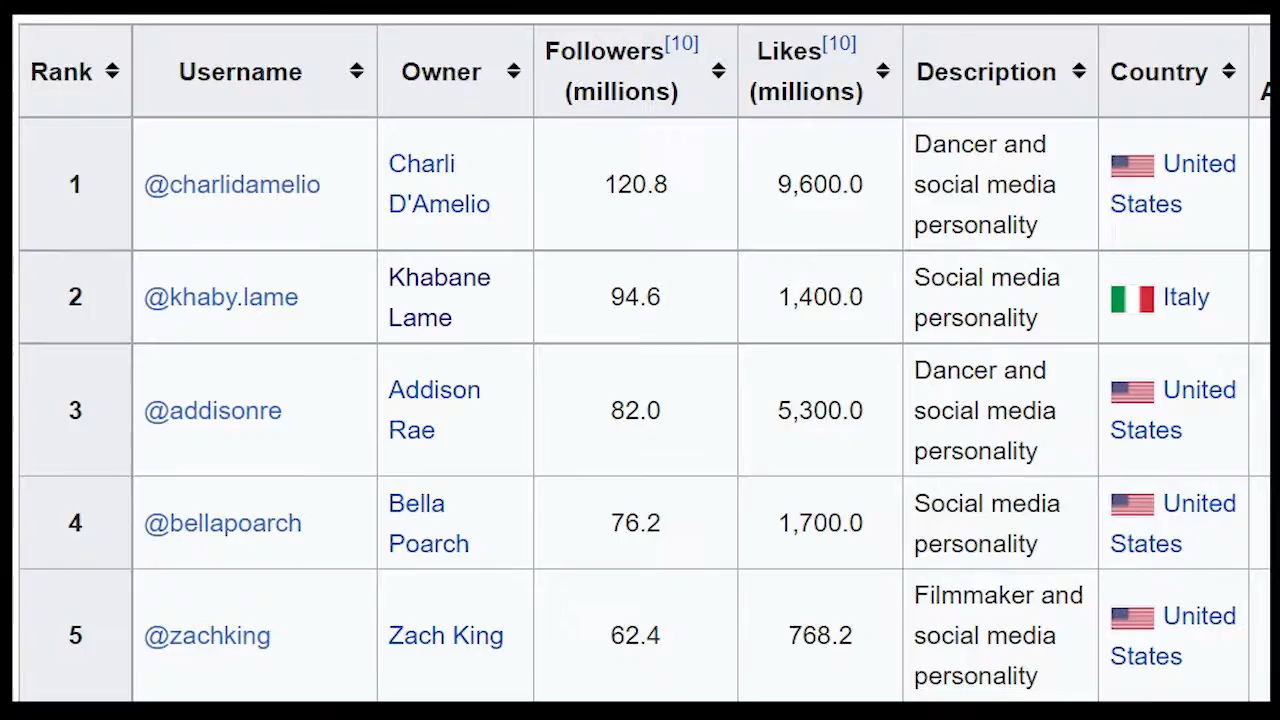 Rank Username Owner Followers[10] (millions) Likes[10] (millions) Description Country A
1 @charlidamelio Charli D'Amelio 120.8 9,600.0 Dancer and social media personality United States
2 @khaby.lame Khabane Lame 94.6 1,400.0 Social media personality Italy
3 @addisonre Addison Rae 82.0 5,300.0 Dancer and social media personality United States
4 @bellapoarch Bella Poarch 76.2 1,700.0 Social media personality United States
5 @zachking Zach King 62.4 768.2 Filmmaker and social media personality United States